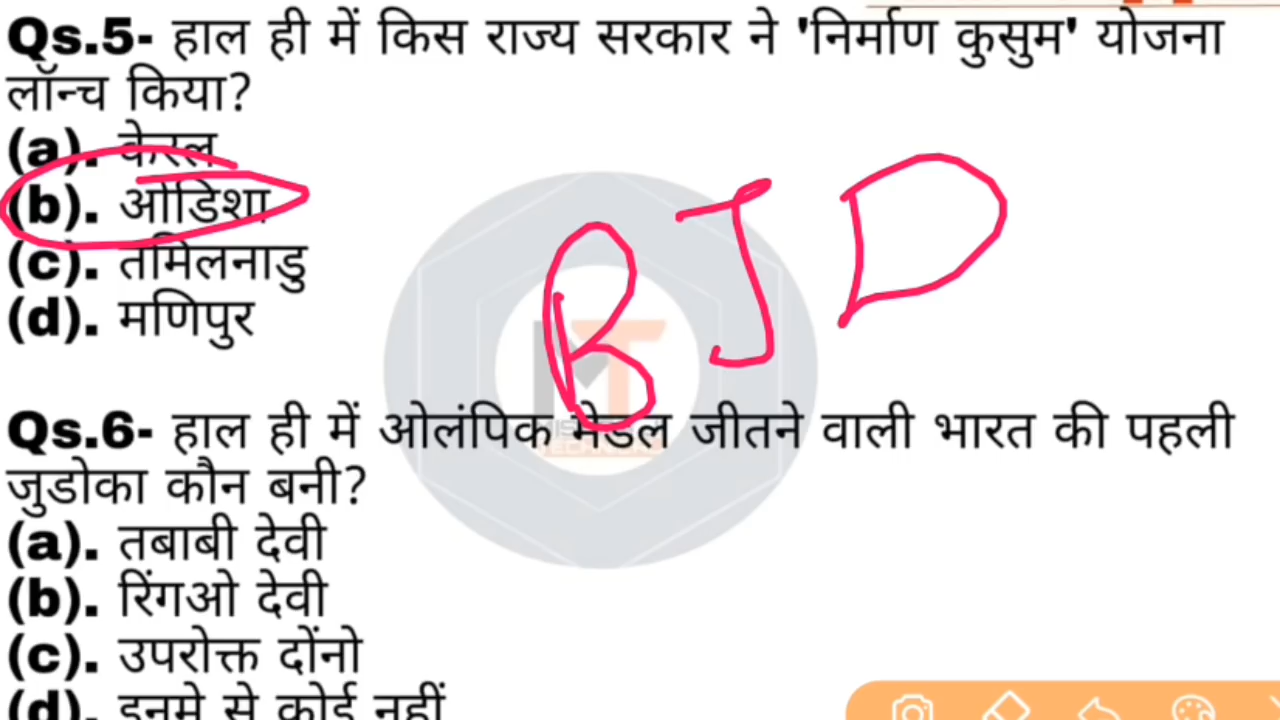 Qs.5- हाल ही में किस राज्य सरकार ने 'निर्माण कुसुम' योजना
लॉन्च किया?
(a). केरल
(b). ओडिशा
(c). तमिलनाडु
(d). मणिपुर
BJD
MT
Qs.6- हाल ही में ओलंपिक मेडल जीतने वाली भारत की पहली
जुडोका कौन बनी?
(a). तबाबी देवी
(b). रिंगओ देवी
(c). उपरोक्त दोंनो
(d). इनमे से कोई नहीं